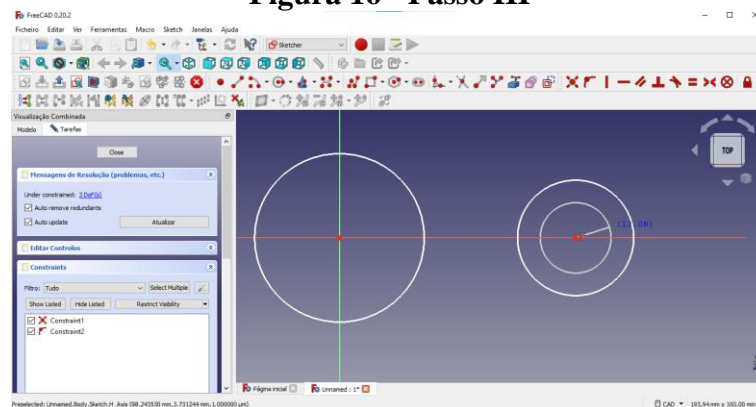 Figura 16 - Passo III
FreeCAD 0.20.2
Ficheiro Editar Ver Ferramentas Macro Sketch Janelas Ajuda
Sketcher
Visualização Combinada
Modelo Tarefas
Close
Mensagens de Resolução (problemas, etc.)
Under constrained: 3 DoF(s)
Auto remove redundants
Auto update Atualizar
Editar Controlos
Constraints
Filtro: Tudo Select Multiple
Show Listed Hide Listed Restrict Visibility
Constraint1
Constraint2
TOP
Página inicial Unnamed : 1*
Preselected: Unnamed.Body.Sketch.H_Axis (98.243530 mm,3.731244 mm,1.000000 µm) CAD 193,94 mm x 100,00 mm